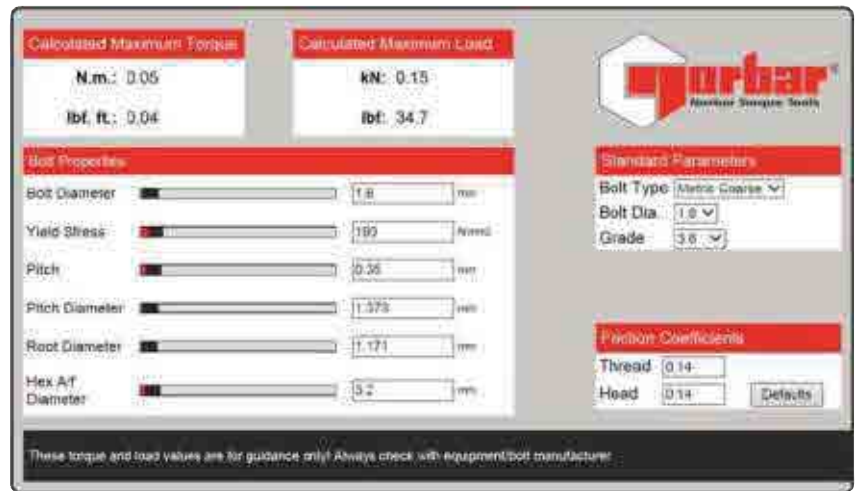 Calculated Maximum Torque
N.m.: 0.05
lbf. ft.: 0.04
Calculated Maximum Load
kN: 0.15
lbf: 34.7
norbar®
Norbar Torque Tools
Bolt Properties
Bolt Diameter 1.6 mm
Yield Stress N/mm2
Pitch 0.35 mm
Pitch Diameter 1.373 mm
Root Diameter 1.171 mm
Hex A/f
Diameter 3.2 mm
Standard Parameters
Bolt Type Metric Coarse
Bolt Dia. 1.6
Grade 3.6
Friction Coefficients
Thread 0.14
Head 0.14 Defaults
These torque and load values are for guidance only! Always check with equipment/bolt manufacturer